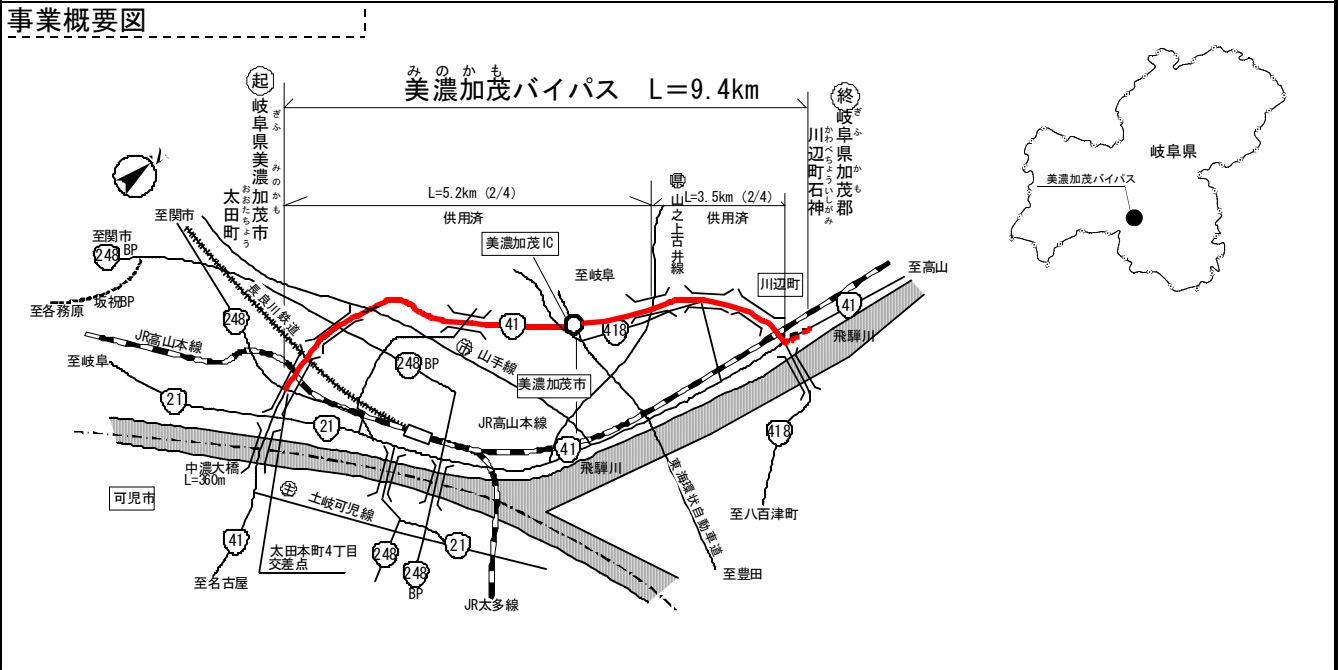 事業概要図
みのかも
美濃加茂バイパス L=9.4km
起
岐阜県美濃加茂市
ぎふ みのかも
太田町
おおたちょう
終
岐阜県加茂郡
ぎふ かも
川辺町石神
かわべちょういしがみ
L=5.2km (2/4)
供用済
L=3.5km (2/4)
供用済
県
山之上古井線
岐阜県
美濃加茂バイパス
至関市
至関市
248 BP
至各務原
坂祝BP
長良川鉄道
248
JR高山本線
至岐阜
21
21
美濃加茂IC
至岐阜
川辺町
至高山
41
41
418
飛騨川
市
山手線
248 BP
美濃加茂市
JR高山本線
41
飛騨川
418
至八百津町
中濃大橋
L=360m
可児市
主
土岐可児線
41
至名古屋
太田本町4丁目
交差点
248
248
BP
21
JR太多線
東海環状自動車道
至豊田